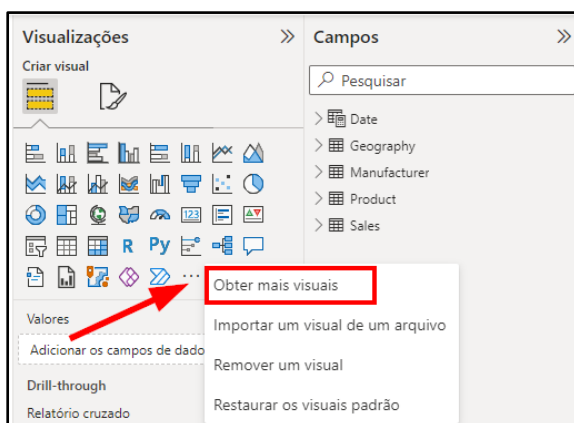 Visualizações
Criar visual
123
R Py
Valores
Adicionar os campos de dado
Drill-through
Relatório cruzado
Campos
Pesquisar
Date
Geography
Manufacturer
Product
Sales
Obter mais visuais
Importar um visual de um arquivo
Remover um visual
Restaurar os visuais padrão